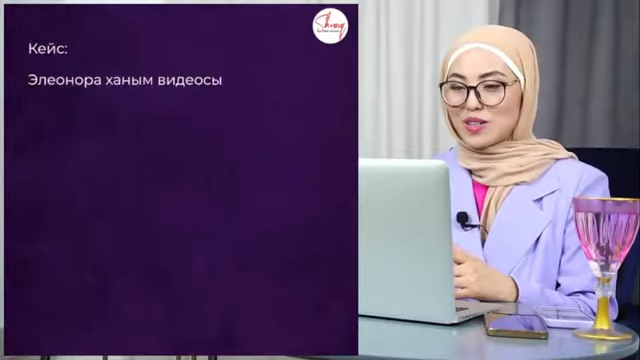 Кейс:
Элеонора ханым видеосы